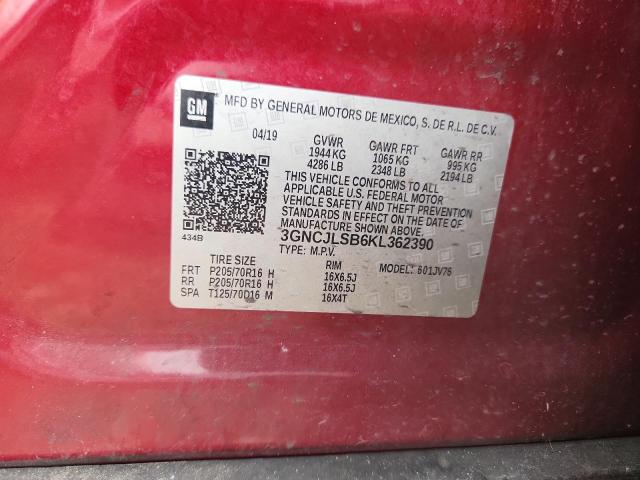 GM
MFD BY GENERAL MOTORS DE MEXICO, S. DE R.L. DE C.V.
04/19 GVWR GAWR FRT GAWR RR
1944 KG 1065 KG 995 KG
4286 LB 2348 LB 2194 LB
THIS VEHICLE CONFORMS TO ALL
APPLICABLE U.S. FEDERAL MOTOR
VEHICLE SAFETY AND THEFT
PREVENTION STANDARDS IN EFFECT ON
THE DATE OF MANUFACTURE SHOWN ABOVE.
434B 3GNCJLSB6KL362390
TYPE: M.P.V. MODEL: 601JV76
TIRE SIZE RIM
FRT P205/70R16 H 16X6.5J
RR P205/70R16 H 16X6.5J
SPA T125/70D16 M 16X4T